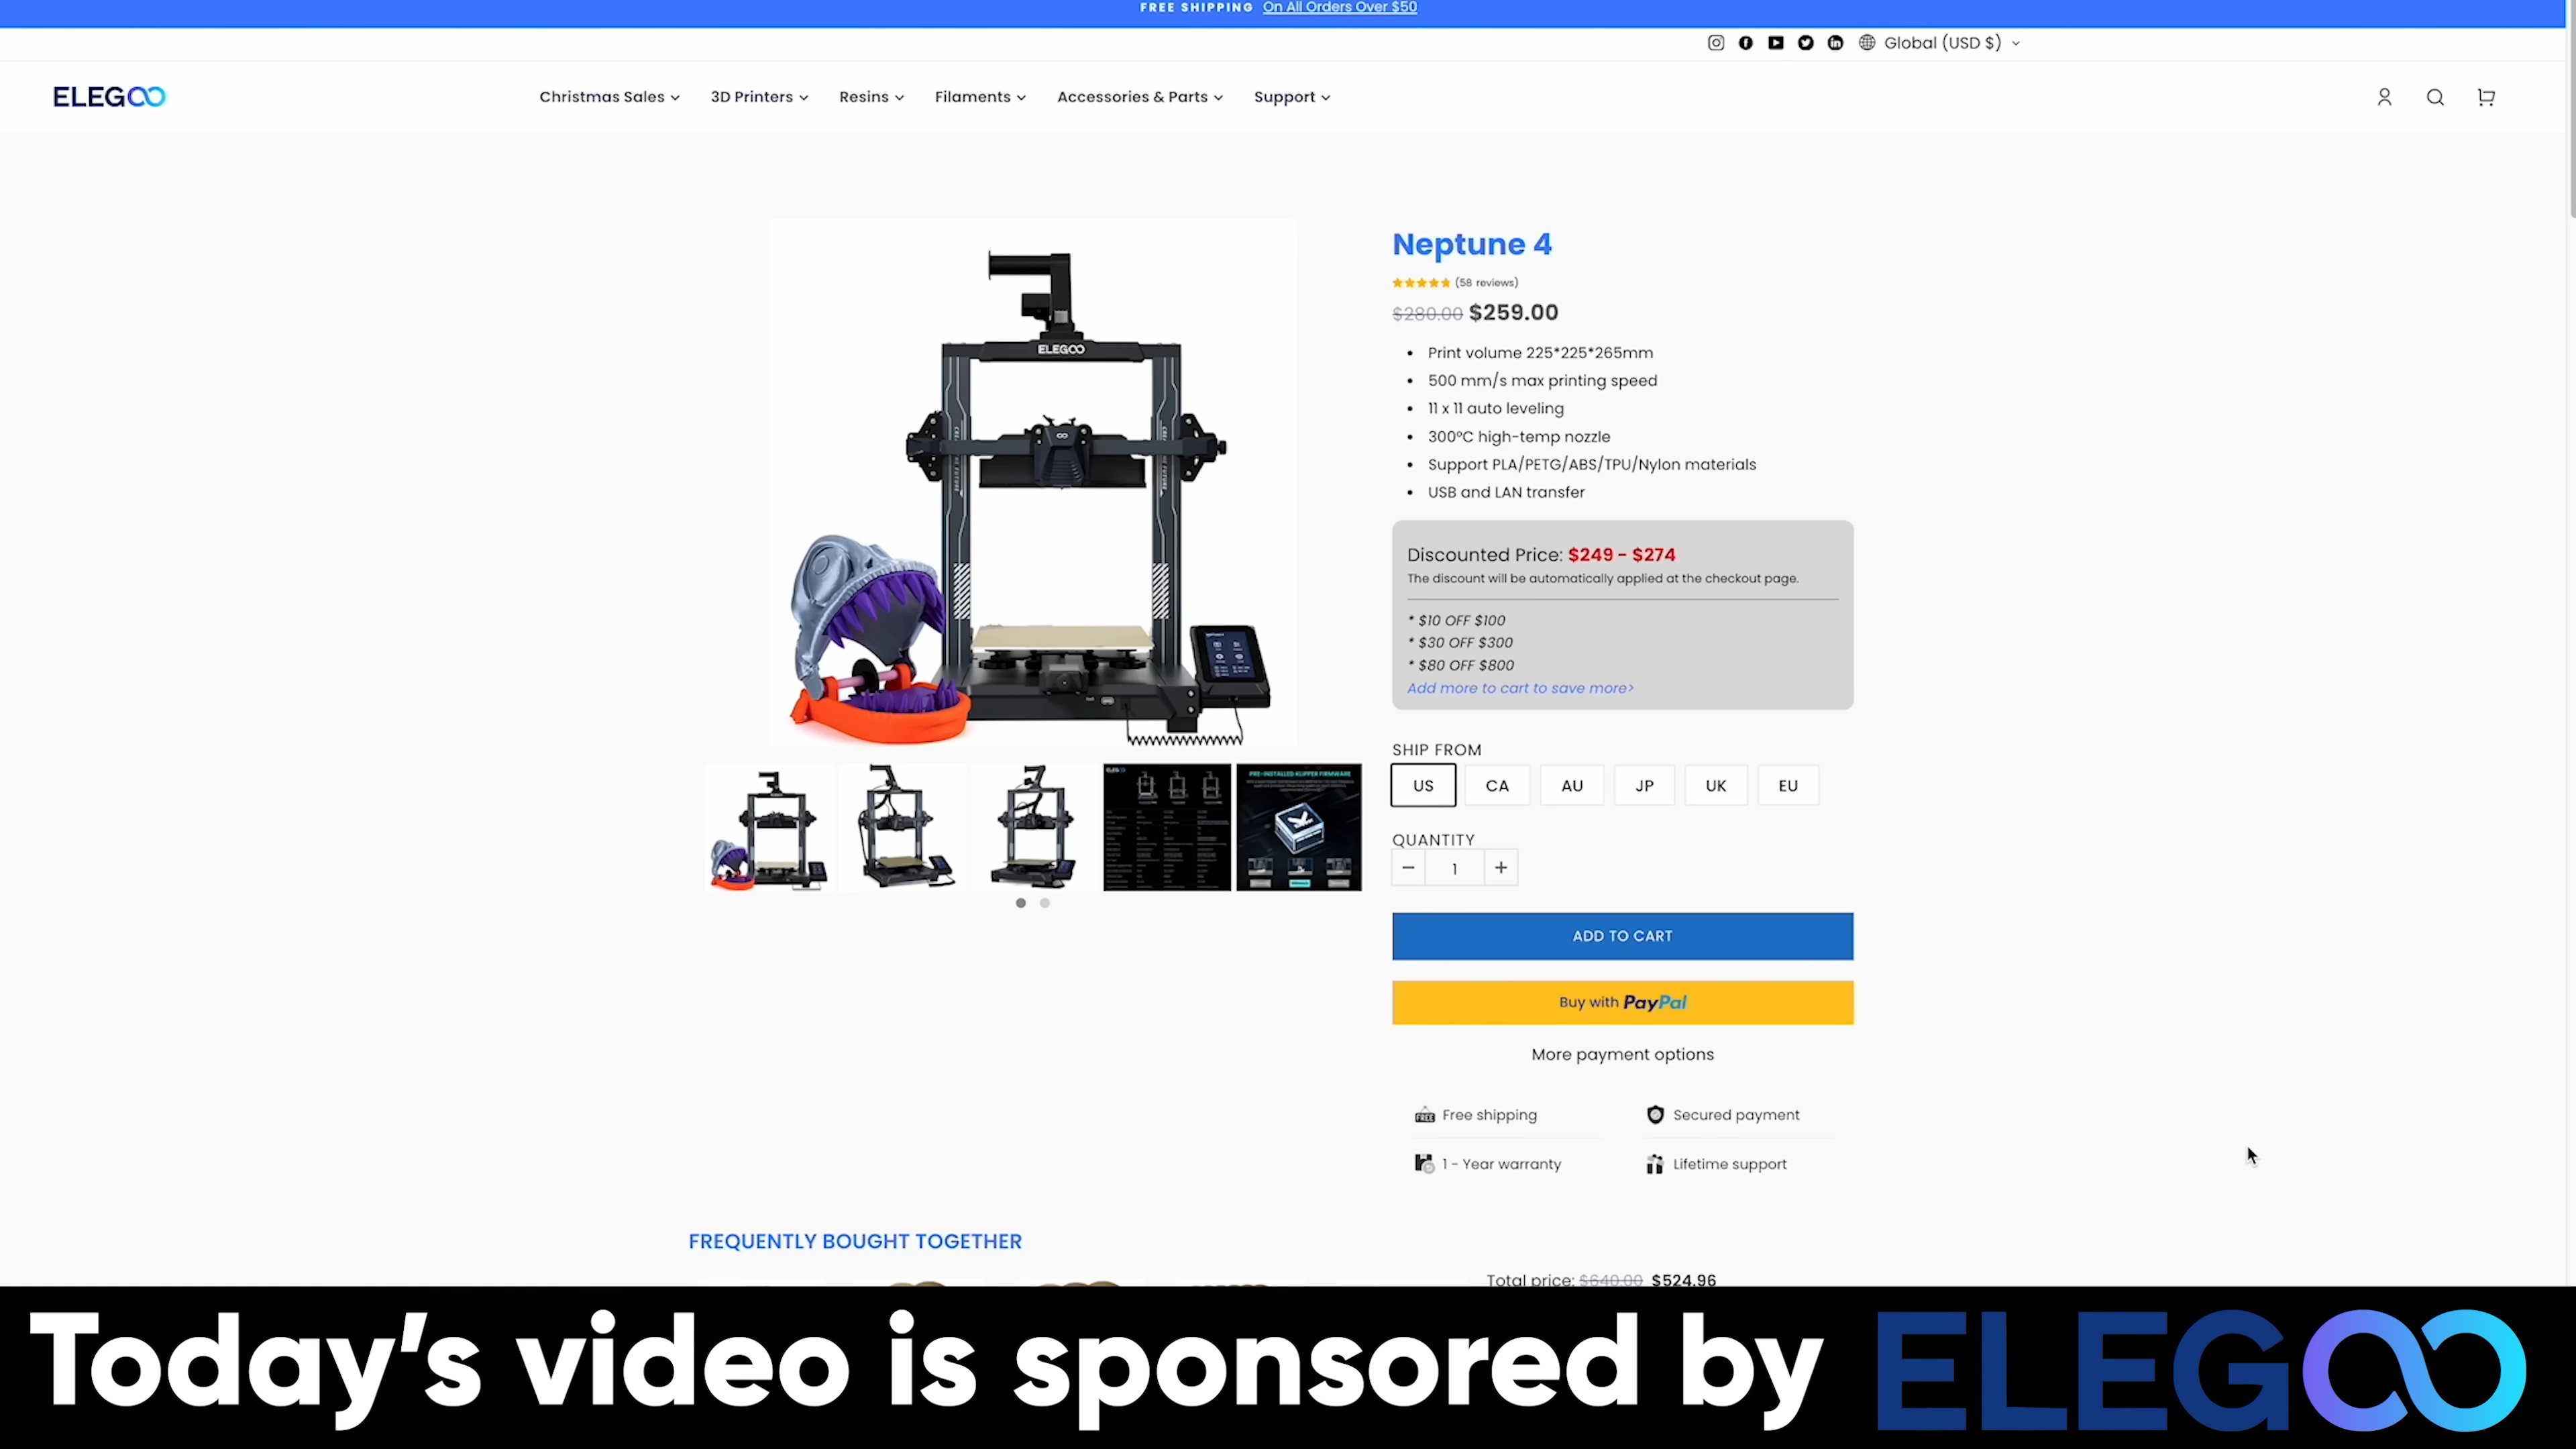 FREE SHIPPING On All Orders Over $50
Global (USD $)
ELEGOO
Christmas Sales
3D Printers
Resins
Filaments
Accessories & Parts
Support
ELEGOO
Neptune 4
(58 reviews)
$280.00 $259.00
• Print volume 225*225*265mm
• 500 mm/s max printing speed
• 11 x 11 auto leveling
• 300°C high-temp nozzle
• Support PLA/PETG/ABS/TPU/Nylon materials
• USB and LAN transfer
Discounted Price: $249 - $274
The discount will be automatically applied at the checkout page.
* $10 OFF $100
* $30 OFF $300
* $80 OFF $800
Add more to cart to save more>
SHIP FROM
US
CA
AU
JP
UK
EU
PRE-INSTALLED KLIPPER FIRMWARE
QUANTITY
− 1 +
ADD TO CART
Buy with PayPal
More payment options
FREE Free shipping
Secured payment
1 - Year warranty
Lifetime support
FREQUENTLY BOUGHT TOGETHER
Total price: $640.00 $524.96
Today's video is sponsored by ELEGOO